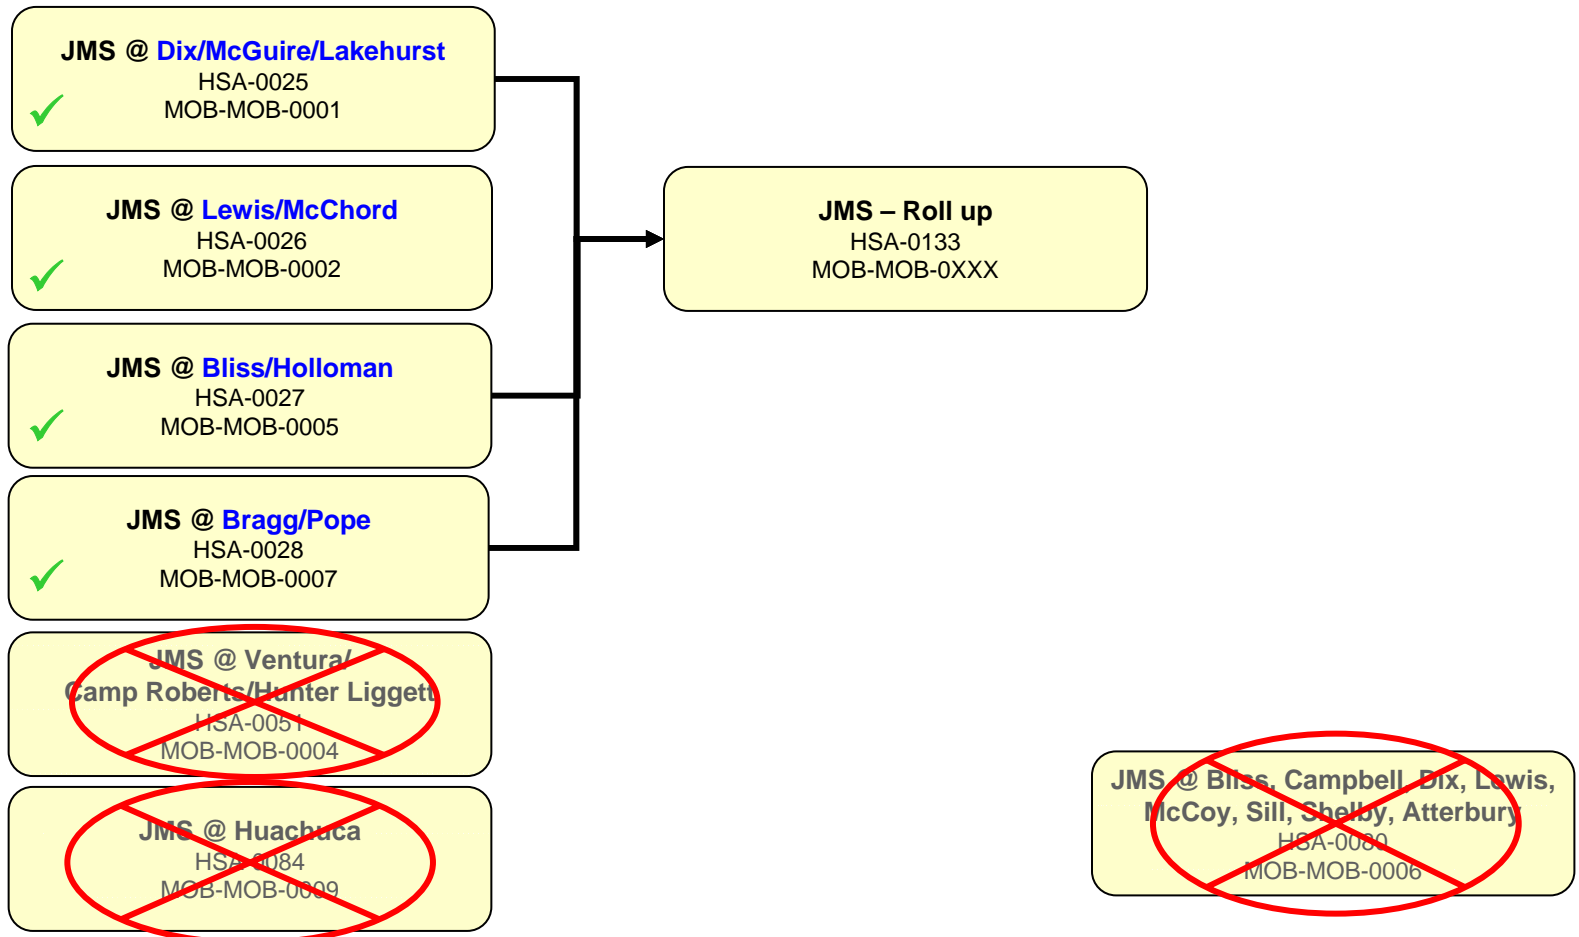 JMS @ Dix/McGuire/Lakehurst
HSA-0025
MOB-MOB-0001
JMS @ Lewis/McChord
HSA-0026
MOB-MOB-0002
JMS – Roll up
HSA-0133
MOB-MOB-0XXX
JMS @ Bliss/Holloman
HSA-0027
MOB-MOB-0005
JMS @ Bragg/Pope
HSA-0028
MOB-MOB-0007
JMS @ Ventura/
Camp Roberts/Hunter Liggett
HSA-0051
MOB-MOB-0004
JMS @ Huachuca
HSA-0084
MOB-MOB-0009
JMS @ Bliss, Campbell, Dix, Lewis,
McCoy, Sill, Shelby, Atterbury
HSA-0080
MOB-MOB-0006